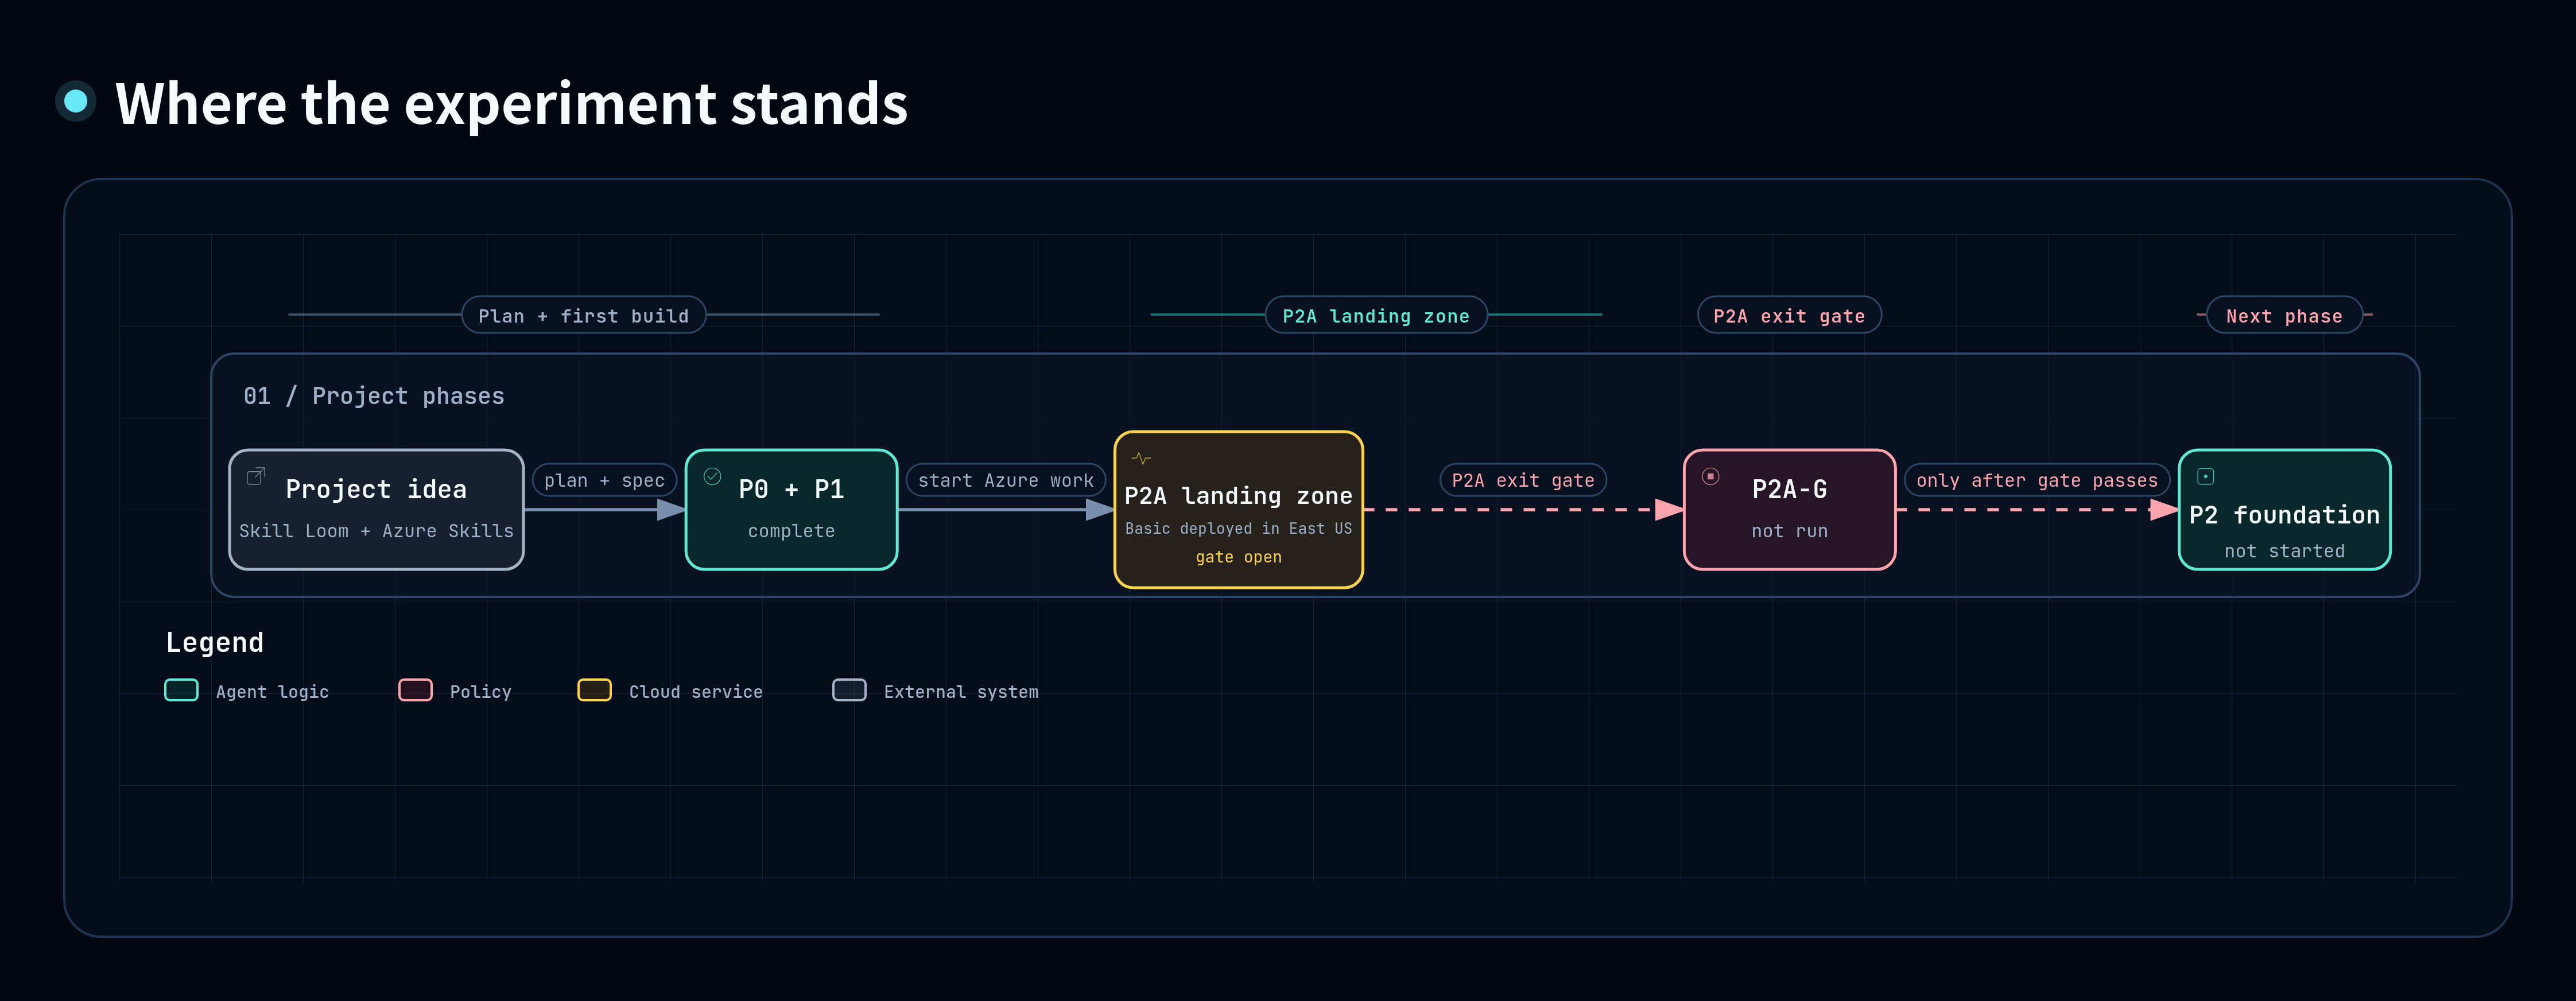 Where the experiment stands
Plan + first build
P2A landing zone
P2A exit gate
Next phase
01 / Project phases
Project idea
Skill Loom + Azure Skills
plan + spec
P0 + P1
complete
start Azure work
P2A landing zone
Basic deployed in East US
gate open
P2A exit gate
P2A-G
not run
only after gate passes
P2 foundation
not started
Legend
Agent logic
Policy
Cloud service
External system